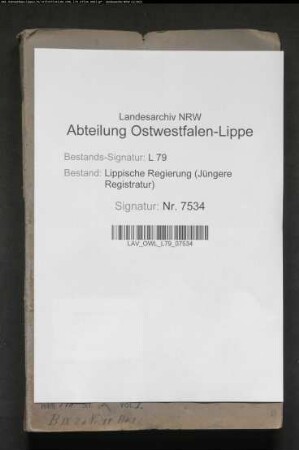 Landesarchiv NRW
Abteilung Ostwestfalen-Lippe
Bestands-Signatur: L 79
Bestand: Lippische Regierung (Jüngere
Registratur)
Signatur: Nr. 7534
LAV_OWL_L79_07534